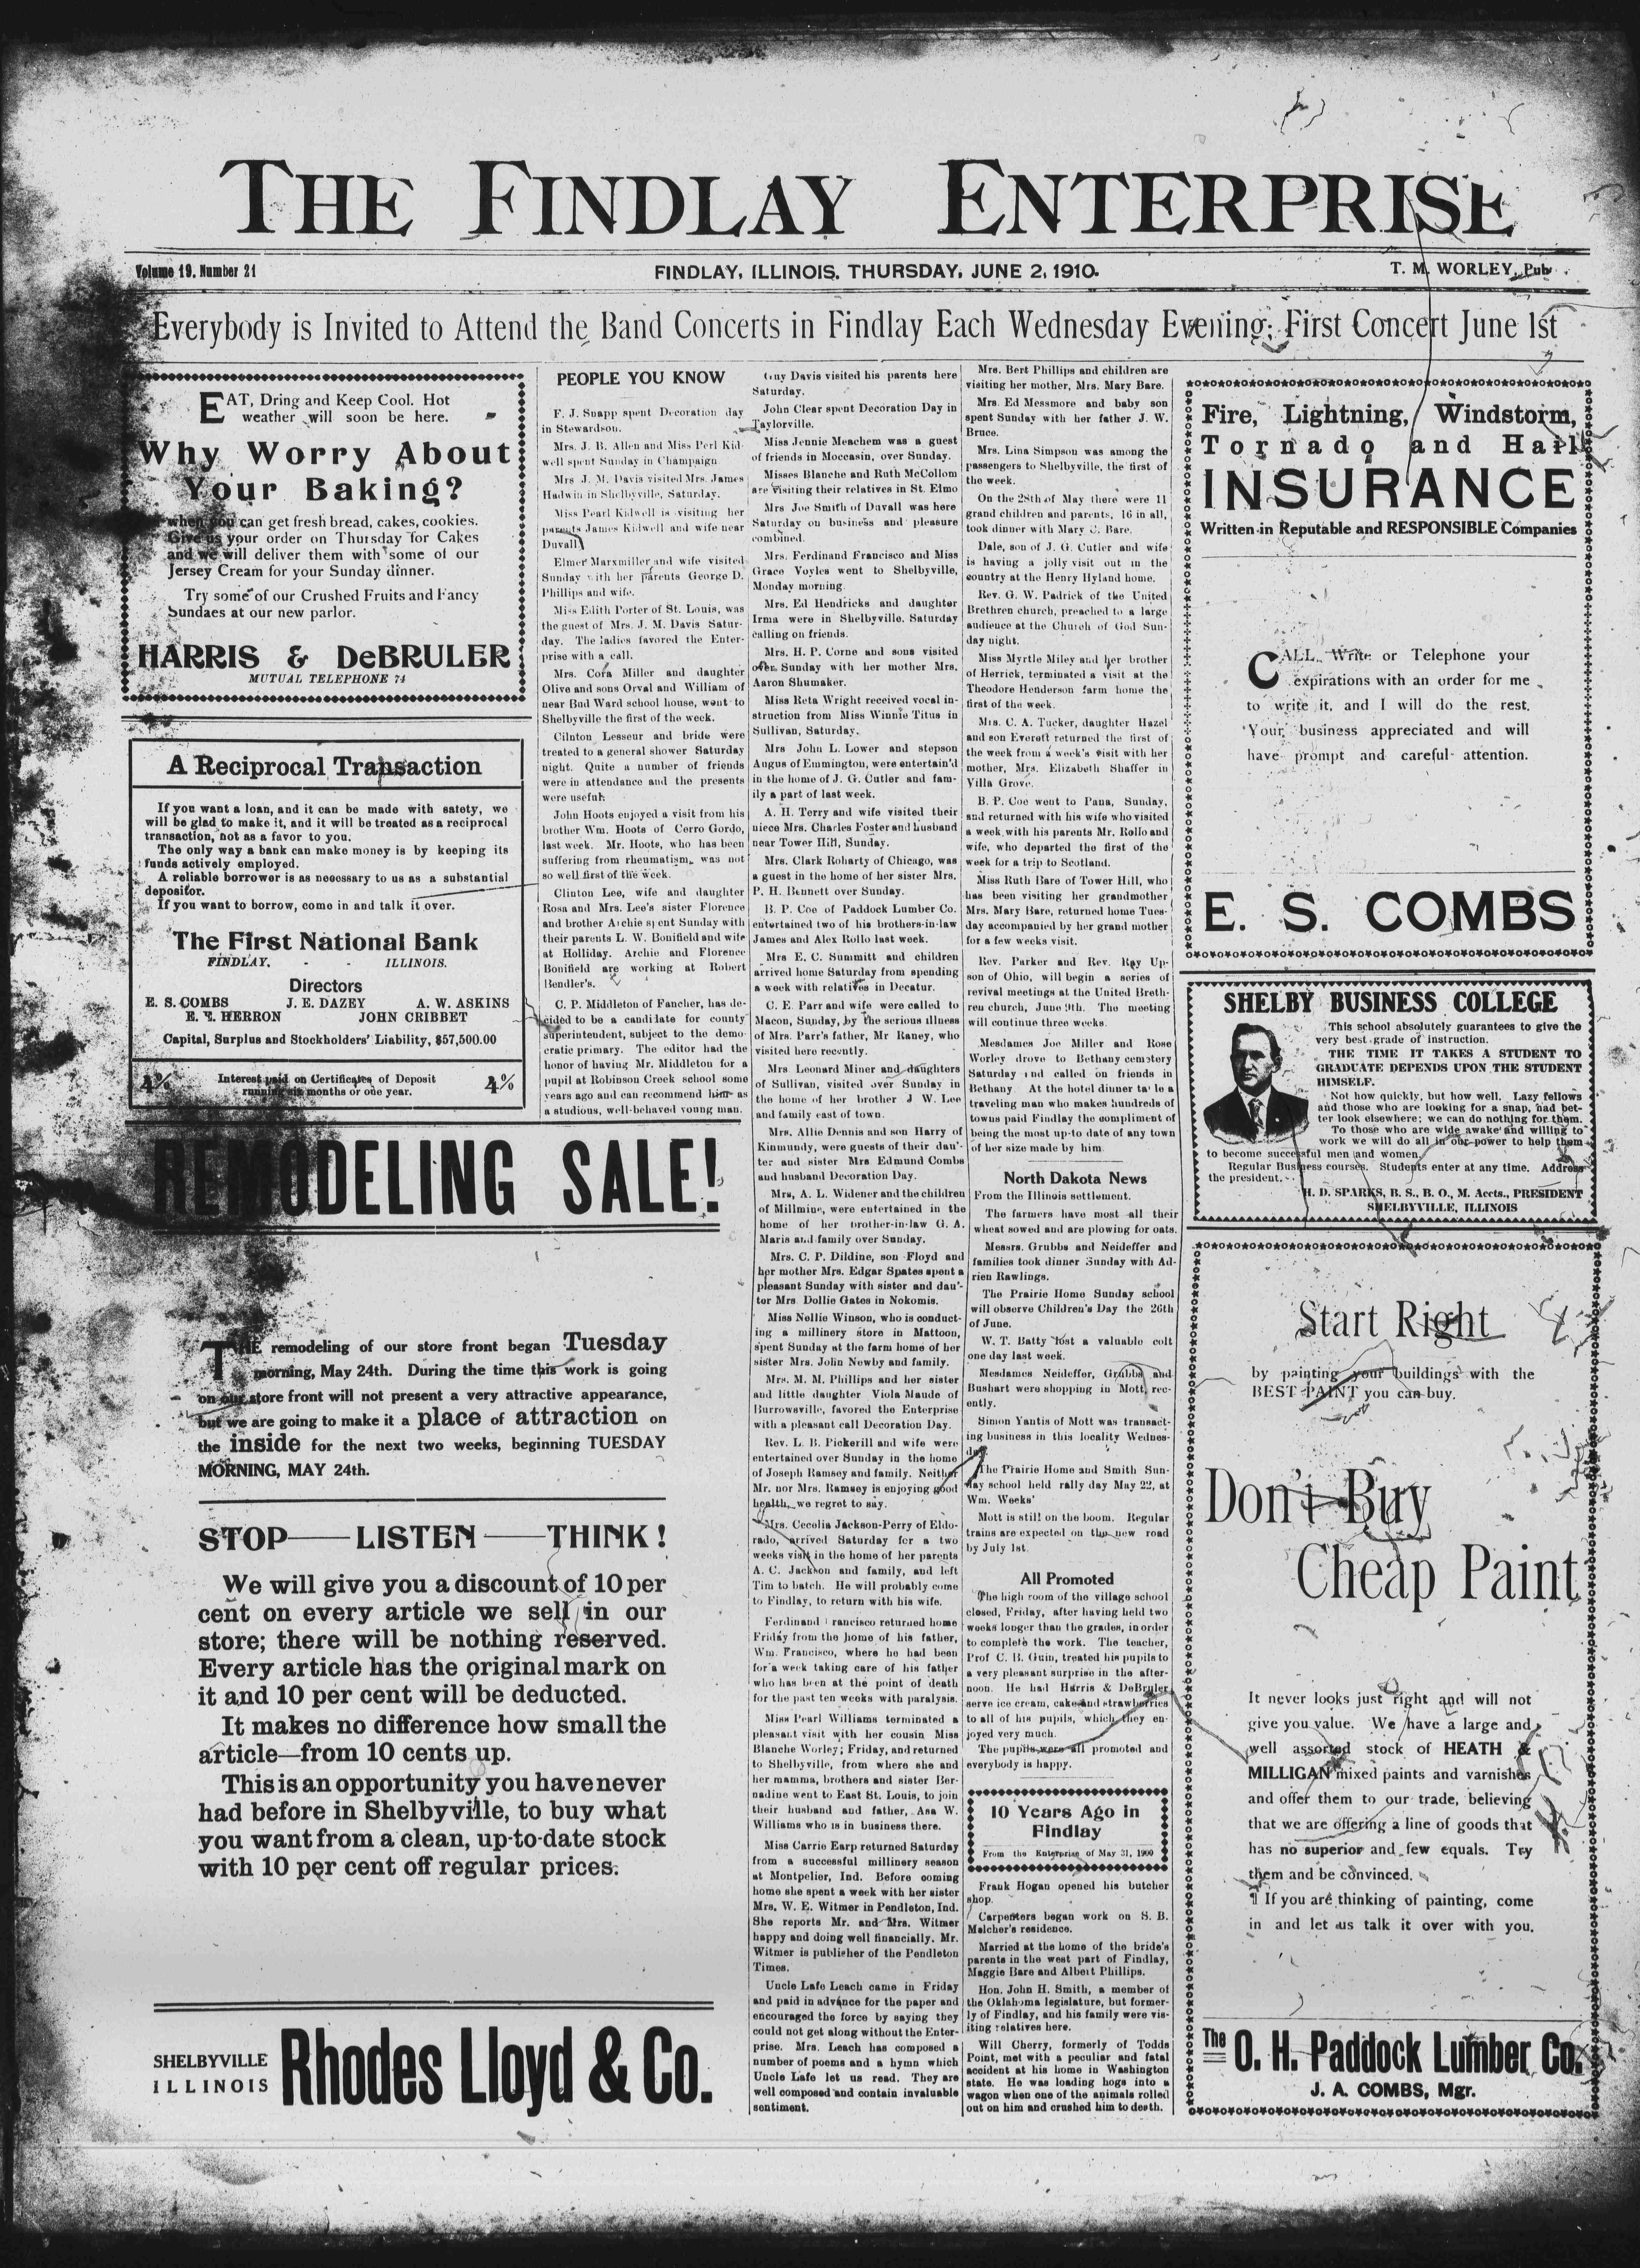 THE FINDLAY ENTERPRISE
Volume 19. Number 21
FINDLAY, ILLINOIS, THURSDAY, JUNE 2, 1910.
T. M. WORLEY, Pub
Everybody is Invited to Attend the Band Concerts in Findlay Each Wednesday Evening; First Concert June 1st
EAT, Dring and Keep Cool. Hot
weather will soon be here.
Why Worry About
Your Baking?
when you can get fresh bread, cakes, cookies.
Give us your order on Thursday for Cakes
and we will deliver them with some of our
Jersey Cream for your Sunday dinner.
Try some of our Crushed Fruits and Fancy
Sundaes at our new parlor.
HARRIS & DeBRULER
MUTUAL TELEPHONE 74
A Reciprocal Transaction
If you want a loan, and it can be made with safety, we
will be glad to make it, and it will be treated as a reciprocal
transaction, not as a favor to you.
The only way a bank can make money is by keeping its
funds actively employed.
A reliable borrower is as necessary to us as a substantial
depositor.
If you want to borrow, come in and talk it over.
The First National Bank
FINDLAY, - - ILLINOIS.
Directors
E. S. COMBS J. E. DAZEY A. W. ASKINS
E. E. HERRON JOHN CRIBBET
Capital, Surplus and Stockholders' Liability, $57,500.00
4% Interest paid on Certificates of Deposit 4%
running six months or one year.
REMODELING SALE!
THE remodeling of our store front began Tuesday
morning, May 24th. During the time this work is going
on our store front will not present a very attractive appearance,
but we are going to make it a place of attraction on
the inside for the next two weeks, beginning TUESDAY
MORNING, MAY 24th.
STOP—LISTEN—THINK!
We will give you a discount of 10 per
cent on every article we sell in our
store; there will be nothing reserved.
Every article has the original mark on
it and 10 per cent will be deducted.
It makes no difference how small the
article—from 10 cents up.
This is an opportunity you have never
had before in Shelbyville, to buy what
you want from a clean, up-to-date stock
with 10 per cent off regular prices.
SHELBYVILLE
ILLINOIS
Rhodes Lloyd & Co.
PEOPLE YOU KNOW
F. J. Snapp spent Decoration day
in Stewardson.
Mrs. J. B. Allen and Miss Perl Kid-
well spent Sunday in Champaign
Mrs J. M. Davis visited Mrs. James
Hadwin in Shelbyville, Saturday.
Miss Pearl Kidwell is visiting her
parents James Kidwell and wife near
Duvall
Elmer Marxmiller and wife visited
Sunday with her parents George D.
Phillips and wife.
Miss Edith Porter of St. Louis, was
the guest of Mrs. J. M. Davis Satur-
day. The ladies favored the Enter-
prise with a call.
Mrs. Cora Miller and daughter
Olive and sons Orval and William of
near Bud Ward school house, went to
Shelbyville the first of the week.
Cilnton Lesseur and bride were
treated to a general shower Saturday
night. Quite a number of friends
were in attendance and the presents
were useful.
John Hoots enjoyed a visit from his
brother Wm. Hoots of Cerro Gordo,
last week. Mr. Hoots, who has been
suffering from rheumatism, was not
so well first of the week.
Clinton Lee, wife and daughter
Rosa and Mrs. Lee's sister Florence
and brother Archie spent Sunday with
their parents L. W. Bonifield and wife
at Holliday. Archie and Florence
Bonifield are working at Robert
Bendler's.
C. P. Middleton of Fancher, has de-
cided to be a candidate for county
superintendent, subject to the demo
cratic primary. The editor had the
honor of having Mr. Middleton for a
pupil at Robinson Creek school some
years ago and can recommend him as
a studious, well-behaved young man.
Guy Davis visited his parents here
Saturday.
John Clear spent Decoration Day in
Taylorville.
Miss Jennie Meachem was a guest
of friends in Moccasin, over Sunday.
Misses Blanche and Ruth McCollom
are visiting their relatives in St. Elmo
Mrs Joe Smith of Duvall was here
Saturday on business and pleasure
combined.
Mrs. Ferdinand Francisco and Miss
Grace Voyles went to Shelbyville,
Monday morning.
Mrs. Ed Hendricks and daughter
Irma were in Shelbyville. Saturday
calling on friends.
Mrs. H. P. Corne and sons visited
over Sunday with her mother Mrs.
Aaron Shumaker.
Miss Reta Wright received vocal in-
struction from Miss Winnie Titus in
Sullivan, Saturday.
Mrs John L. Lower and stepson
Angus of Emmington, were entertain'd
in the home of J. G. Cutler and fam-
ily a part of last week.
A. H. Terry and wife visited their
niece Mrs. Charles Foster and husband
near Tower Hill, Sunday.
Mrs. Clark Roharty of Chicago, was
a guest in the home of her sister Mrs.
P. H. Bennett over Sunday.
B. P. Coe of Paddock Lumber Co.
entertained two of his brothers-in-law
James and Alex Rollo last week.
Mrs E. C. Summitt and children
arrived home Saturday from spending
a week with relatives in Decatur.
C. E. Parr and wife were called to
Macon, Sunday, by the serious illness
of Mrs. Parr's father, Mr Raney, who
visited here recently.
Mrs. Leonard Miner and daughters
of Sullivan, visited over Sunday in
the home of her brother J W. Lee
and family east of town.
Mrs. Allie Dennis and son Harry of
Kinmundy, were guests of their dau'-
ter and sister Mrs Edmund Combs
and husband Decoration Day.
Mrs, A. L. Widener and the children
of Millmine, were entertained in the
home of her brother-in-law G. A.
Maris and family over Sunday.
Mrs. C. P. Dildine, son Floyd and
her mother Mrs. Edgar Spates spent a
pleasant Sunday with sister and dau'-
tor Mrs Dollie Gates in Nokomis.
Miss Nellie Winson, who is conduct-
ing a millinery store in Mattoon,
spent Sunday at the farm home of her
sister Mrs. John Newby and family.
Mrs. M. M. Phillips and her sister
and little daughter Viola Maude of
Burrowsville, favored the Enterprise
with a pleasant call Decoration Day.
Rev. L. B. Pickerill and wife were
entertained over Sunday in the home
of Joseph Ramsey and family. Neither
Mr. nor Mrs. Ramsey is enjoying good
health, we regret to say.
Mrs. Cecelia Jackson-Perry of Eldo-
rado, arrived Saturday for a two
weeks visit in the home of her parents
A. C. Jackson and family, and left
Tim to batch. He will probably come
to Findlay, to return with his wife.
Ferdinand Francisco returned home
Friday from the home of his father,
Wm. Francisco, where he had been
for a week taking care of his father
who has been at the point of death
for the past ten weeks with paralysis.
Miss Pearl Williams terminated a
pleasant visit with her cousin Miss
Blanche Worley; Friday, and returned
to Shelbyville, from where she and
her mamma, brothers and sister Ber-
nadine went to East St. Louis, to join
their husband and father, Asa W.
Williams who is in business there.
Miss Carrie Earp returned Saturday
from a successful millinery season
at Montpelier, Ind. Before coming
home she spent a week with her sister
Mrs. W. E. Witmer in Pendleton, Ind.
She reports Mr. and Mrs. Witmer
happy and doing well financially. Mr.
Witmer is publisher of the Pendleton
Times.
Uncle Lafe Leach came in Friday
and paid in advance for the paper and
encouraged the force by saying they
could not get along without the Enter-
prise. Mrs. Leach has composed a
number of poems and a hymn which
Uncle Lafe let us read. They are
well composed and contain invaluable
sentiment.
Mrs. Bert Phillips and children are
visiting her mother, Mrs. Mary Bare.
Mrs. Ed Messmore and baby son
spent Sunday with her father J. W.
Bruce.
Mrs. Lina Simpson was among the
passengers to Shelbyville, the first of
the week.
On the 28th of May there were 11
grand children and parents, 16 in all,
took dinner with Mary C. Bare.
Dale, son of J. G. Cutler and wife
is having a jolly visit out in the
country at the Henry Hyland home.
Rev. G. W. Padrick of the United
Brethren church, preached to a large
audience at the Church of God Sun-
day night.
Miss Myrtle Miley and her brother
of Herrick, terminated a visit at the
Theodore Henderson farm home the
first of the week.
Mrs. C. A. Tucker, daughter Hazel
and son Everett returned the first of
the week from a week's visit with her
mother, Mrs. Elizabeth Shaffer in
Villa Grove.
B. P. Coe went to Pana, Sunday,
and returned with his wife who visited
a week with his parents Mr. Rollo and
wife, who departed the first of the
week for a trip to Scotland.
Miss Ruth Bare of Tower Hill, who
has been visiting her grandmother
Mrs. Mary Bare, returned home Tues-
day accompanied by her grand mother
for a few weeks visit.
Rev. Parker and Rev. Ray Up-
son of Ohio, will begin a series of
revival meetings at the United Breth-
ren church, June 9th. The meeting
will continue three weeks.
Mesdames Joe Miller and Rose
Worley drove to Bethany cemetery
Saturday and called on friends in
Bethany. At the hotel dinner table a
traveling man who makes hundreds of
towns paid Findlay the compliment of
being the most up-to date of any town
of her size made by him.
North Dakota News
From the Illinois settlement.
The farmers have most all their
wheat sowed and are plowing for oats.
Messrs. Grubbs and Neideffer and
families took dinner Sunday with Ad-
rien Rawlings.
The Prairie Home Sunday school
will observe Children's Day the 26th
of June.
W. T. Batty lost a valuable colt
one day last week.
Mesdames Neideffer, Grubbs and
Bushart were shopping in Mott, rec-
ently.
Simon Yantis of Mott was transact-
ing business in this locality Wednes-
day.
The Prairie Home and Smith Sun-
day school held rally day May 22, at
Wm. Weeks'
Mott is still on the boom. Regular
trains are expected on the new road
by July 1st.
All Promoted
The high room of the village school
closed, Friday, after having held two
weeks longer than the grades, in order
to complete the work. The teacher,
Prof C. B. Guin, treated his pupils to
a very pleasant surprise in the after-
noon. He had Harris & DeBruler
serve ice cream, cake and strawberries
to all of his pupils, which they en-
joyed very much.
The pupils were all promoted and
everybody is happy.
10 Years Ago in
Findlay
From the Enterprise of May 31, 1900
Frank Hogan opened his butcher
shop.
Carpenters began work on S. B.
Melcher's residence.
Married at the home of the bride's
parents in the west part of Findlay,
Maggie Bare and Albert Phillips.
Hon. John H. Smith, a member of
the Oklahoma legislature, but former-
ly of Findlay, and his family were vis-
iting relatives here.
Will Cherry, formerly of Todds
Point, met with a peculiar and fatal
accident at his home in Washington
state. He was loading hogs into a
wagon when one of the animals rolled
out on him and crushed him to death.
Fire, Lightning, Windstorm,
Tornado and Hail
INSURANCE
Written in Reputable and RESPONSIBLE Companies
CALL, Write or Telephone your
expirations with an order for me
to write it, and I will do the rest.
Your business appreciated and will
have prompt and careful attention.
E. S. COMBS
SHELBY BUSINESS COLLEGE
This school absolutely guarantees to give the
very best grade of instruction.
THE TIME IT TAKES A STUDENT TO
GRADUATE DEPENDS UPON THE STUDENT
HIMSELF.
Not how quickly, but how well. Lazy fellows
and those who are looking for a snap, had bet-
ter look elsewhere; we can do nothing for them.
To those who are wide awake and willing to
work we will do all in our power to help them
to become successful men and women.
Regular Business courses. Students enter at any time. Address
the president.
H. D. SPARKS, B. S., B. O., M. Accts., PRESIDENT
SHELBYVILLE, ILLINOIS
Start Right
by painting your buildings with the
BEST PAINT you can buy.
Don't Buy
Cheap Paint
It never looks just right and will not
give you value. We have a large and
well assorted stock of HEATH &
MILLIGAN mixed paints and varnishes
and offer them to our trade, believing
that we are offering a line of goods that
has no superior and few equals. Try
them and be convinced.
¶ If you are thinking of painting, come
in and let us talk it over with you.
The O. H. Paddock Lumber Co.
J. A. COMBS, Mgr.